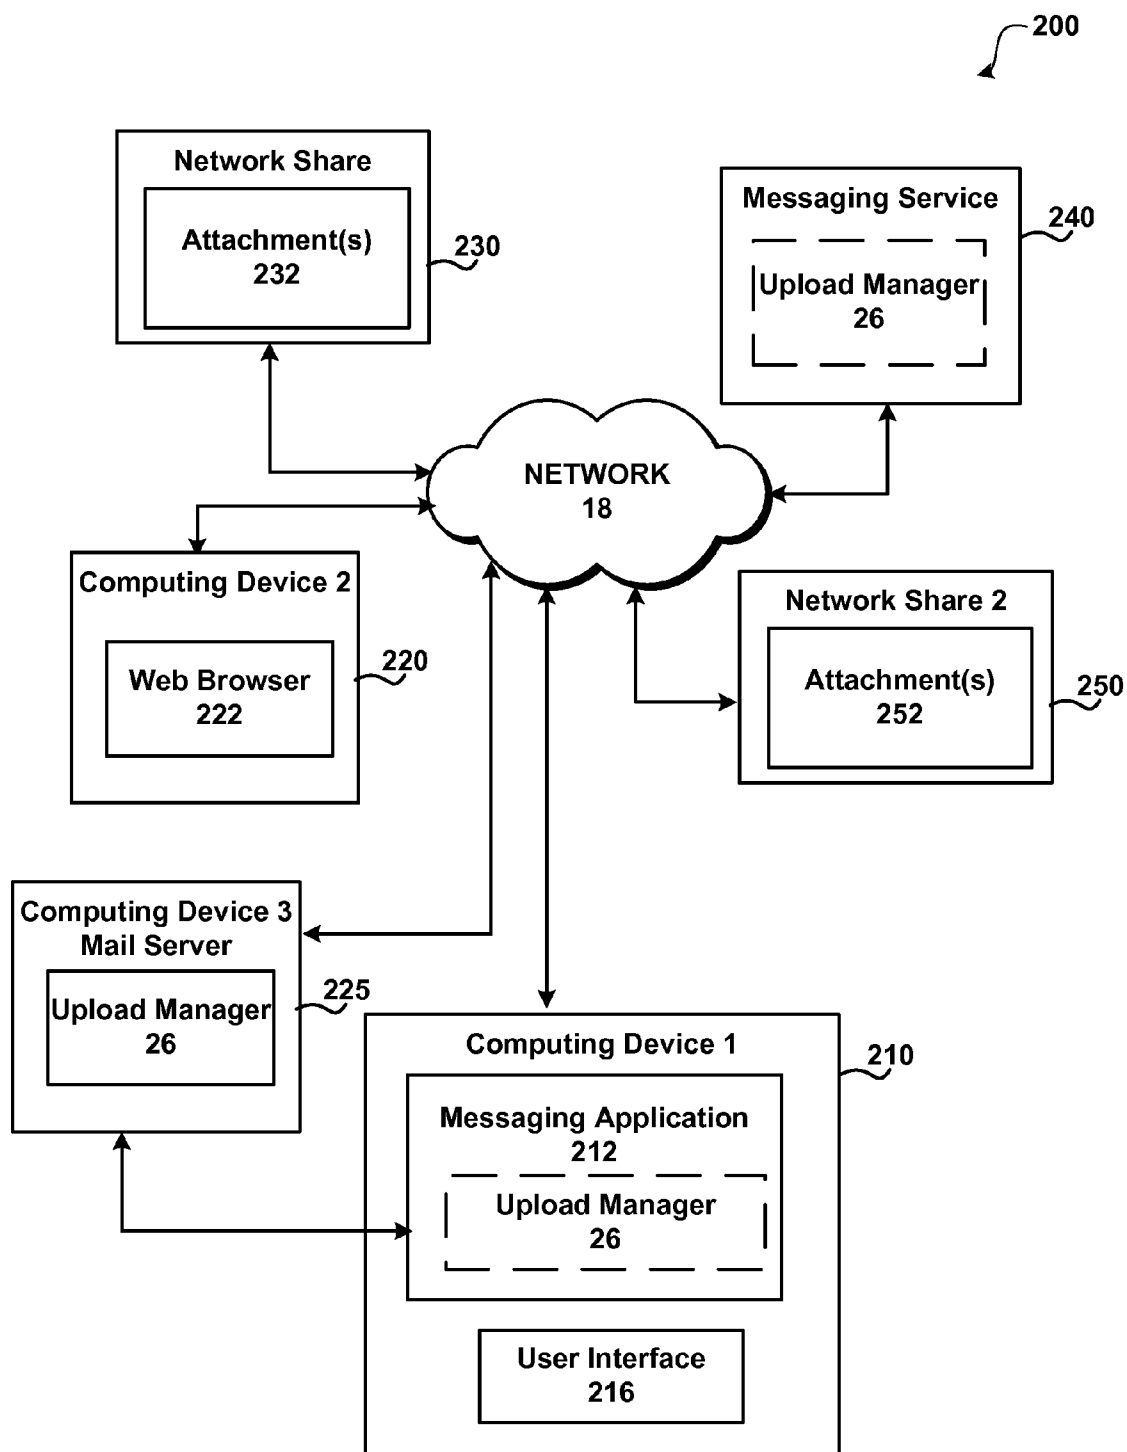 200
Network Share
Attachment(s)
232
230
Messaging Service
240
Upload Manager
26
NETWORK
18
Computing Device 2
Web Browser
222
220
Network Share 2
Attachment(s)
252
250
Computing Device 3
Mail Server
Upload Manager
26
225
Computing Device 1
210
Messaging Application
212
Upload Manager
26
User Interface
216